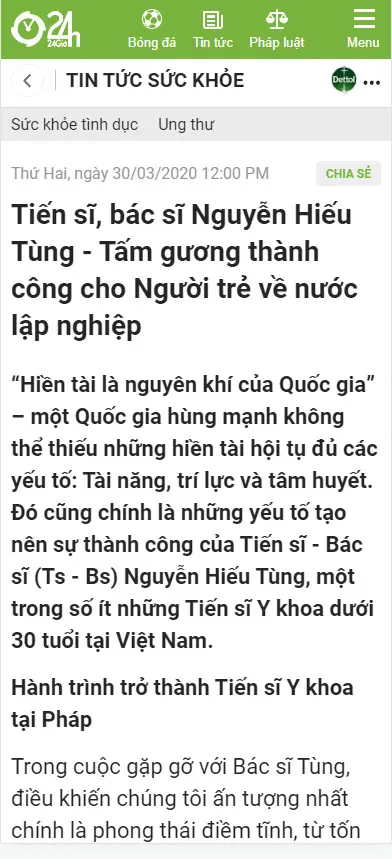 24h
24Giờ
Bóng đá
Tin tức
Pháp luật
Menu
TIN TỨC SỨC KHỎE
Dettol
Sức khỏe tình dục
Ung thư
Thứ Hai, ngày 30/03/2020 12:00 PM
CHIA SẺ
Tiến sĩ, bác sĩ Nguyễn Hiếu
Tùng - Tấm gương thành
công cho Người trẻ về nước
lập nghiệp
“Hiền tài là nguyên khí của Quốc gia”
– một Quốc gia hùng mạnh không
thể thiếu những hiền tài hội tụ đủ các
yếu tố: Tài năng, trí lực và tâm huyết.
Đó cũng chính là những yếu tố tạo
nên sự thành công của Tiến sĩ - Bác
sĩ (Ts - Bs) Nguyễn Hiếu Tùng, một
trong số ít những Tiến sĩ Y khoa dưới
30 tuổi tại Việt Nam.
Hành trình trở thành Tiến sĩ Y khoa
tại Pháp
Trong cuộc gặp gỡ với Bác sĩ Tùng,
điều khiến chúng tôi ấn tượng nhất
chính là phong thái điềm tĩnh, từ tốn